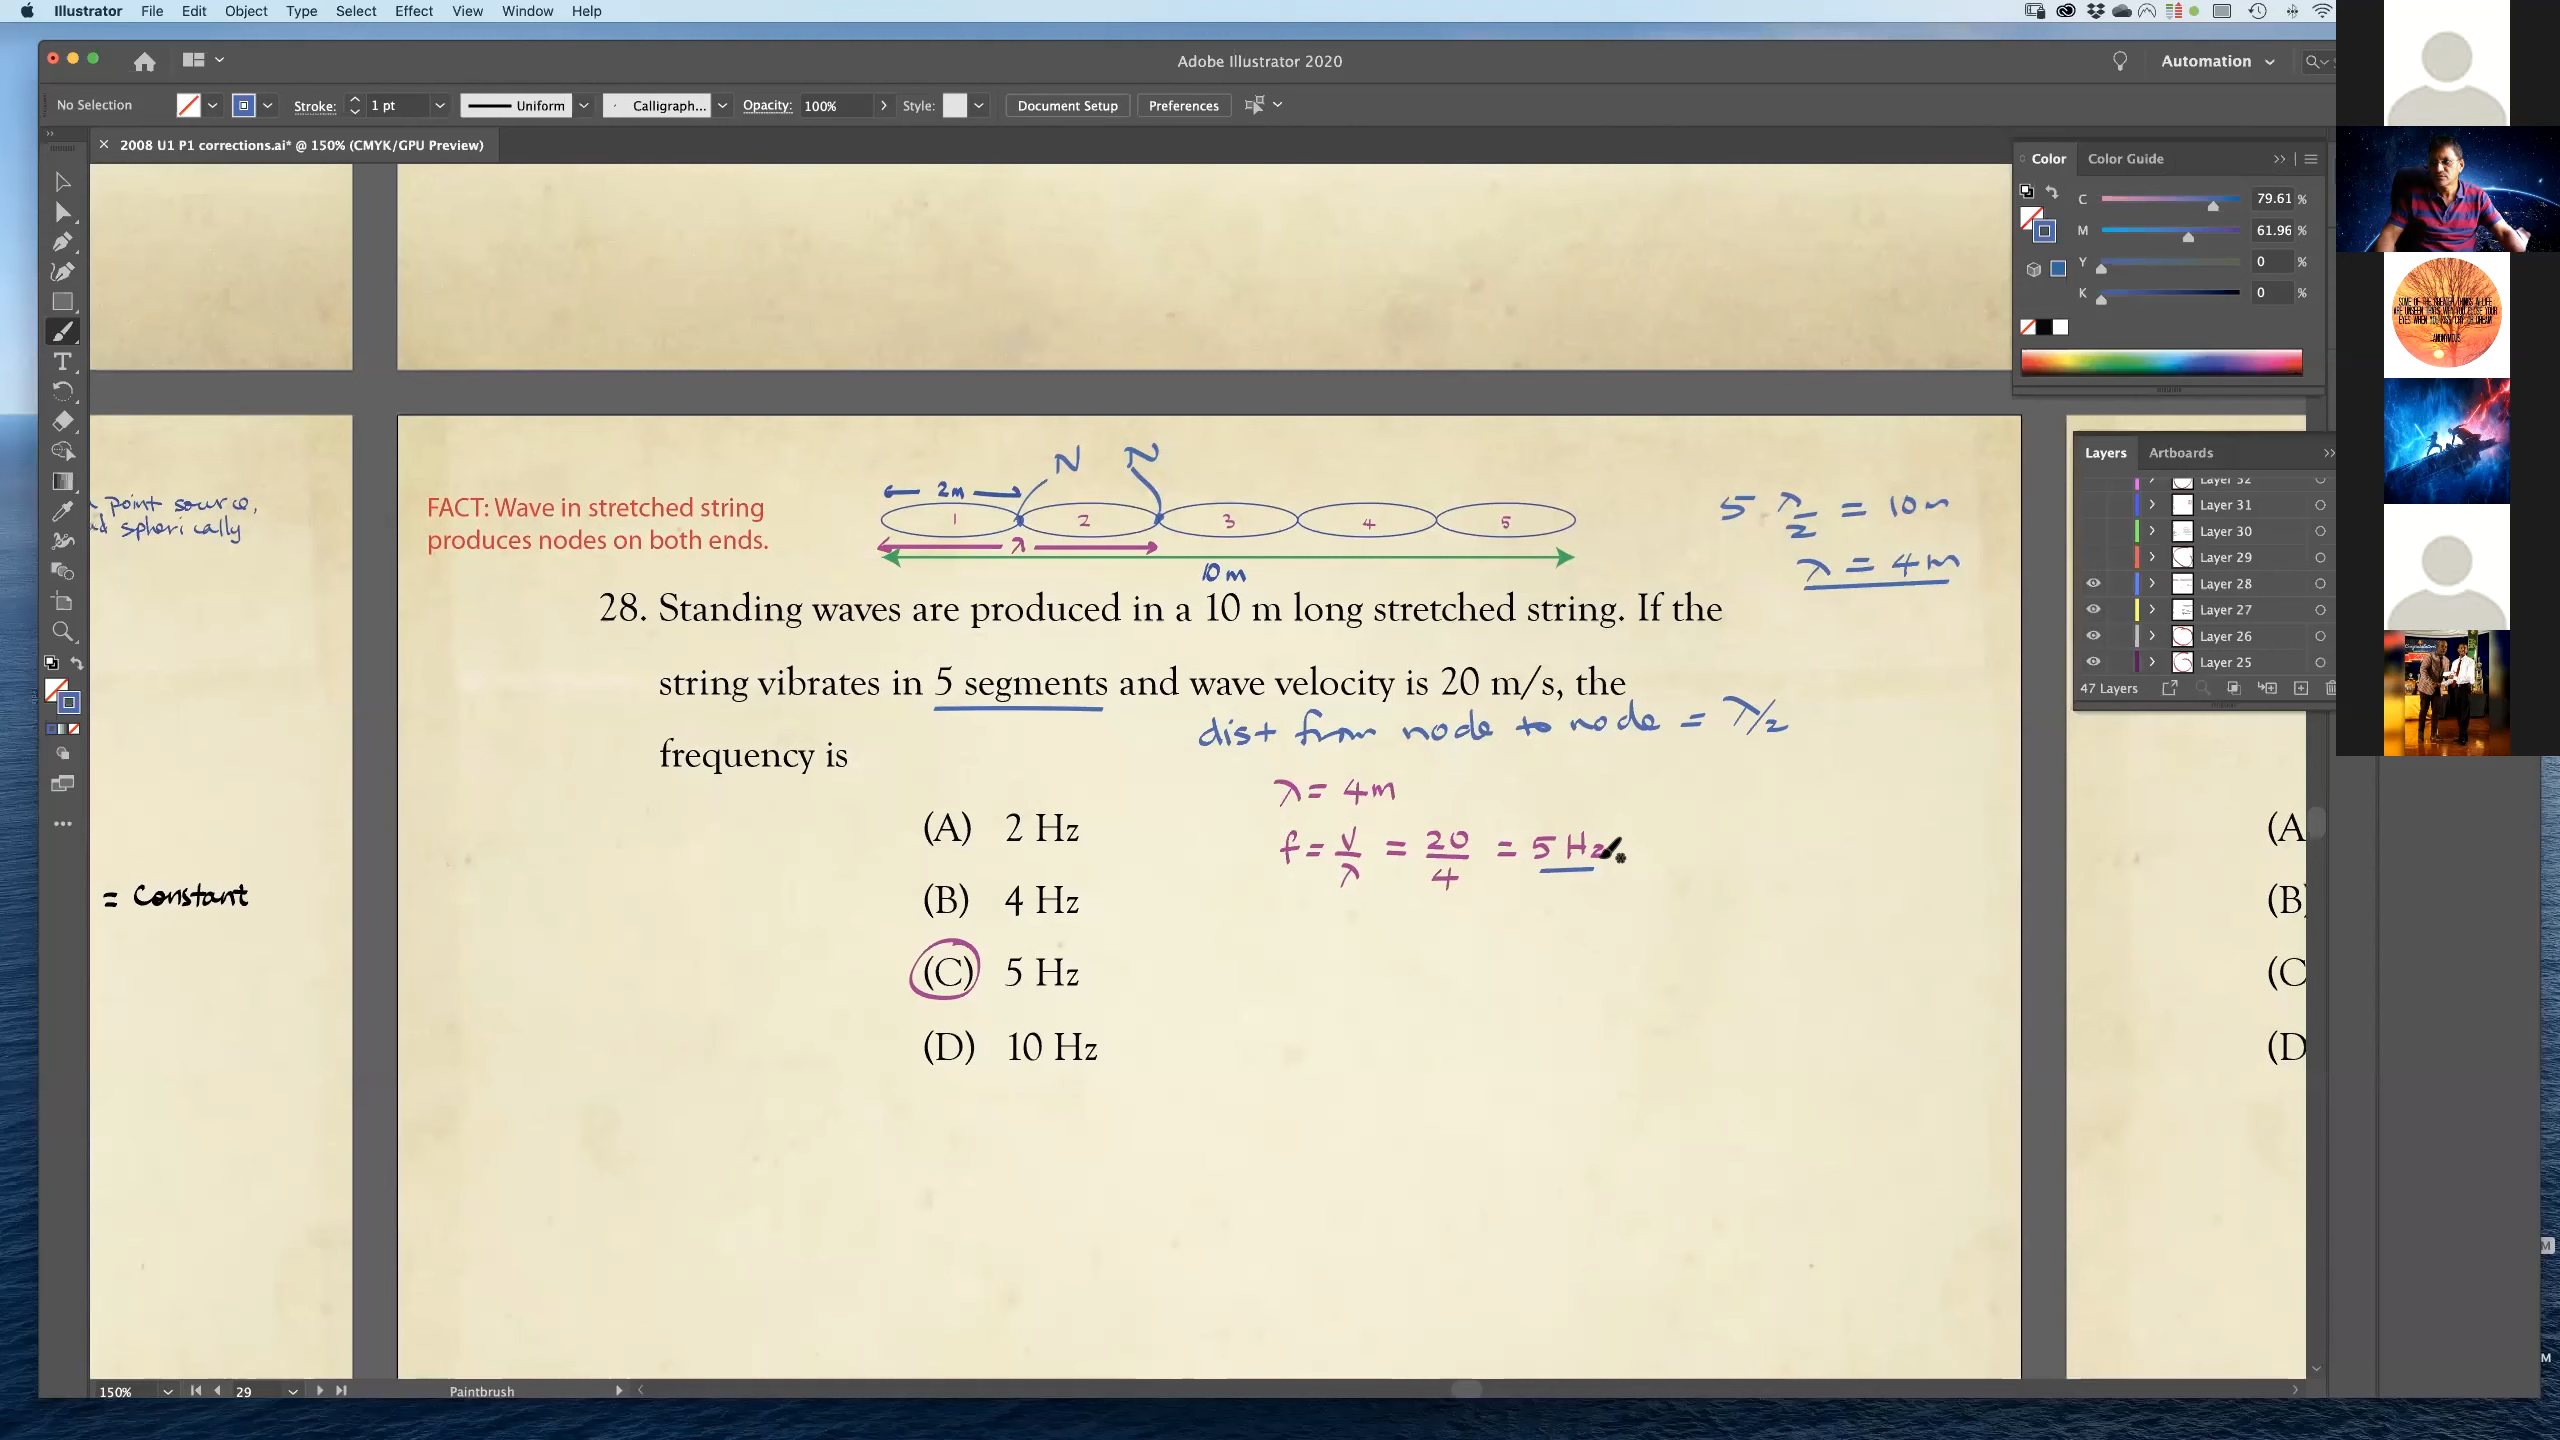 Illustrator File Edit Object Type Select Effect View Window Help
Adobe Illustrator 2020
Automation
No Selection Stroke: 1 pt Uniform Calligraph... Opacity: 100% Style: Document Setup Preferences
2008 U1 P1 corrections.ai* @ 150% (CMYK/GPU Preview)
Color Color Guide
C 79.61 %
M 61.96 %
Y 0 %
K 0 %
Layers Artboards
Layer 32
Layer 31
Layer 30
Layer 29
Layer 28
Layer 27
Layer 26
Layer 25
47 Layers
point source,
spherically
= Constant
FACT: Wave in stretched string
produces nodes on both ends.
N N
2m
1 2 3 4 5
λ
10 m
5 λ/2 = 10m
λ = 4m
28. Standing waves are produced in a 10 m long stretched string. If the
string vibrates in 5 segments and wave velocity is 20 m/s, the
dist from node to node = λ/2
frequency is
λ = 4m
f = V/λ = 20/4 = 5 Hz
(A) 2 Hz
(B) 4 Hz
(C) 5 Hz
(D) 10 Hz
(A
(B)
(C
(D
150% 29 Paintbrush